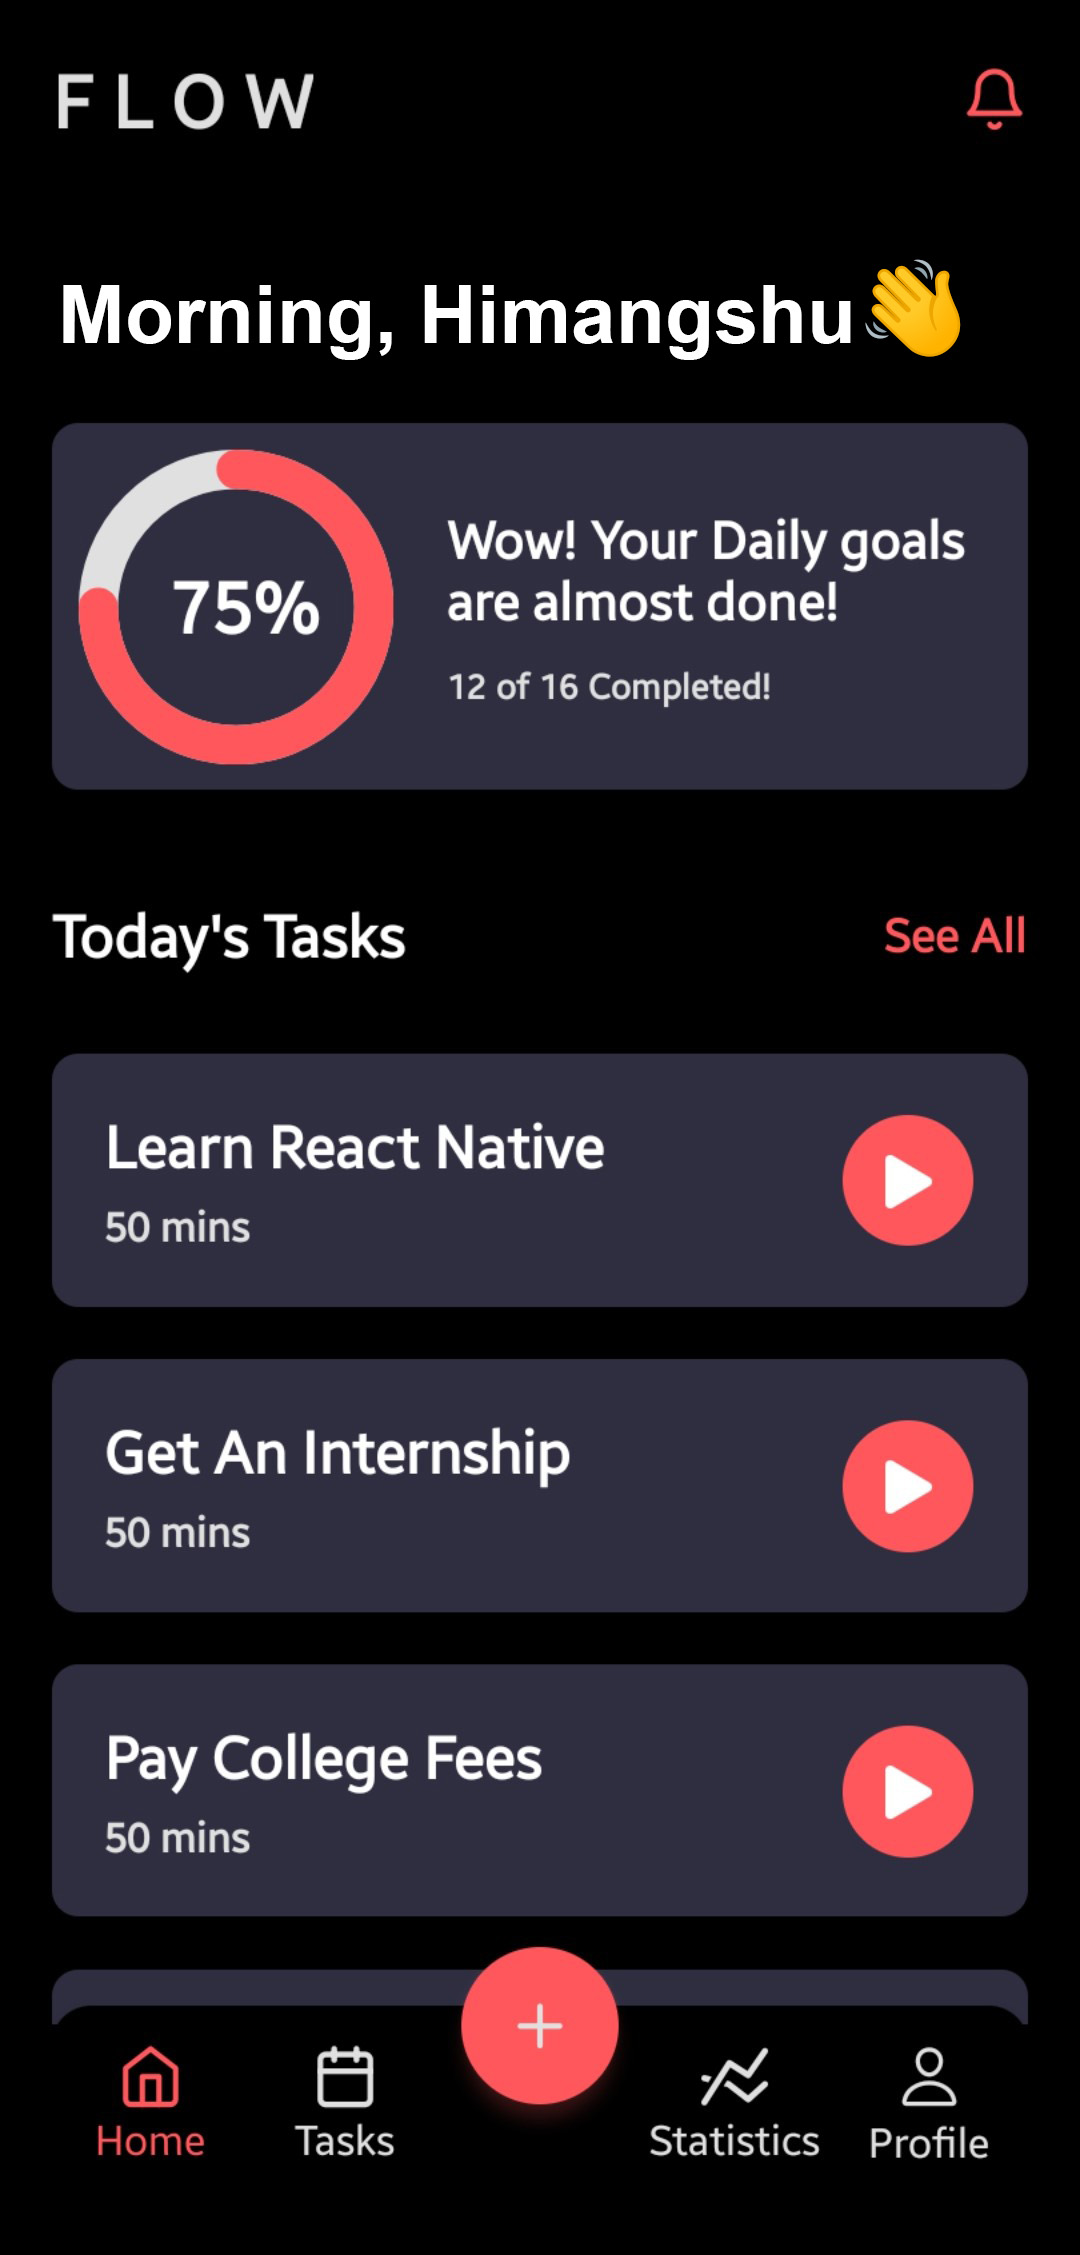 FLOW
Morning, Himangshu👋
75%
Wow! Your Daily goals
are almost done!
12 of 16 Completed!
Today's Tasks
See All
Learn React Native
50 mins
Get An Internship
50 mins
Pay College Fees
50 mins
Home
Tasks
Statistics
Profile